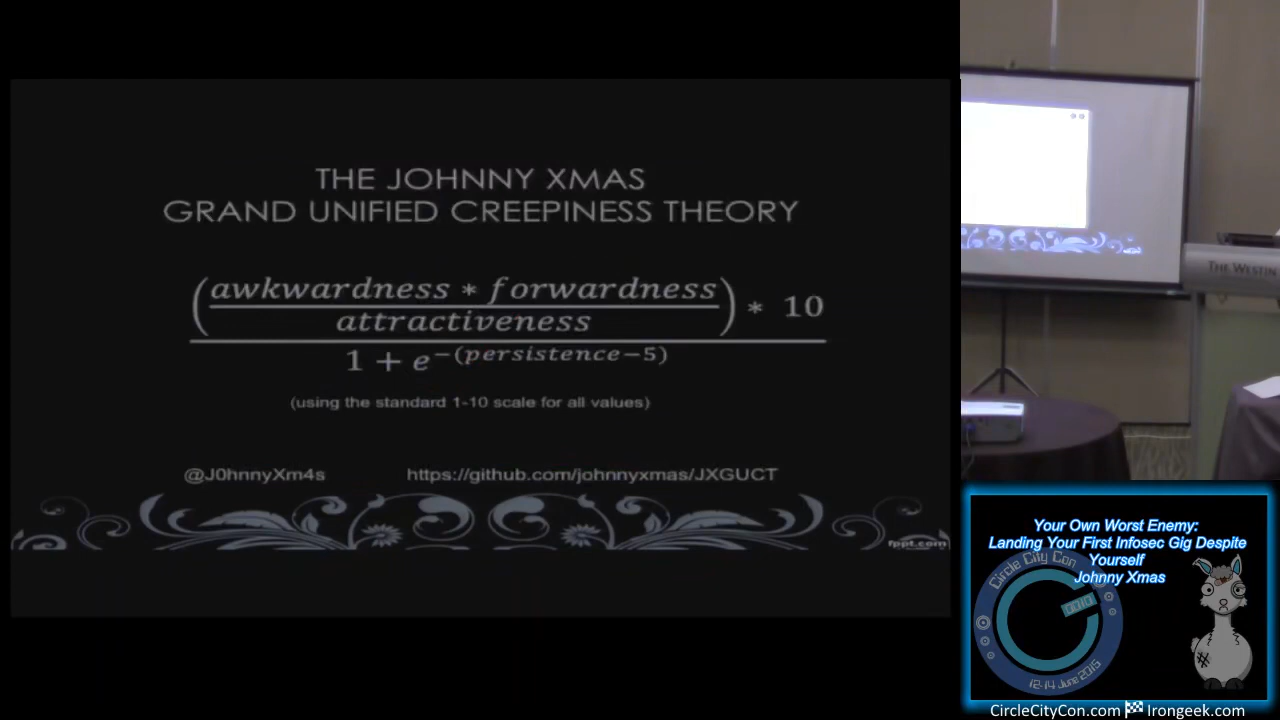 THE JOHNNY XMAS
GRAND UNIFIED CREEPINESS THEORY
(awkwardness * forwardness
attractiveness) * 10
1 + e^-(persistence-5)
(using the standard 1-10 scale for all values)
@J0hnnyXm4s https://github.com/johnnyxmas/JXGUCT
fppt.com
THE WESTIN
Your Own Worst Enemy:
Landing Your First Infosec Gig Despite
Yourself
Johnny Xmas
Circle City Con
12-14 June 2015
CircleCityCon.com Irongeek.com